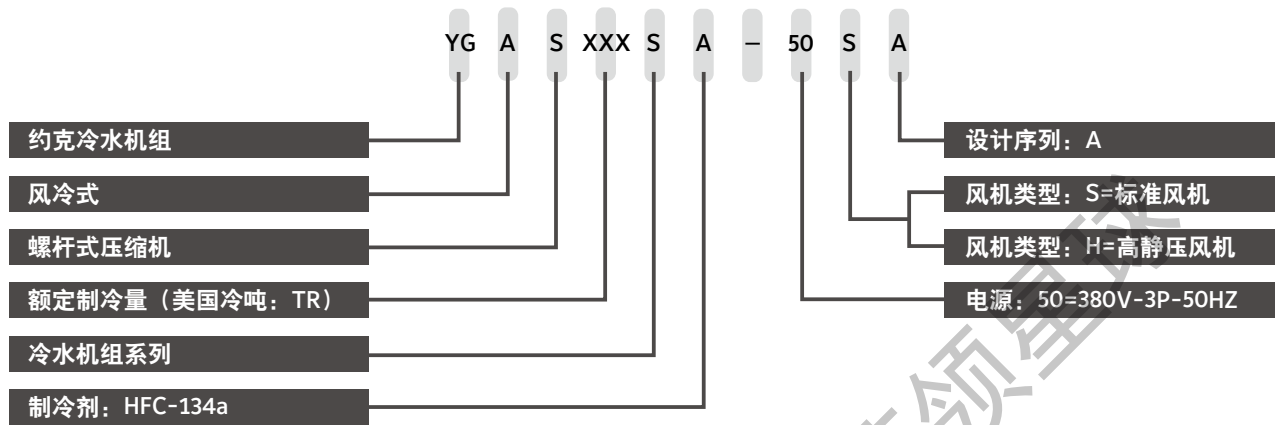 YG A S XXX S A – 50 S A
约克冷水机组
风冷式
螺杆式压缩机
额定制冷量（美国冷吨：TR）
冷水机组系列
制冷剂：HFC-134a
设计序列：A
风机类型：S=标准风机
风机类型：H=高静压风机
电源：50=380V-3P-50HZ
领星球